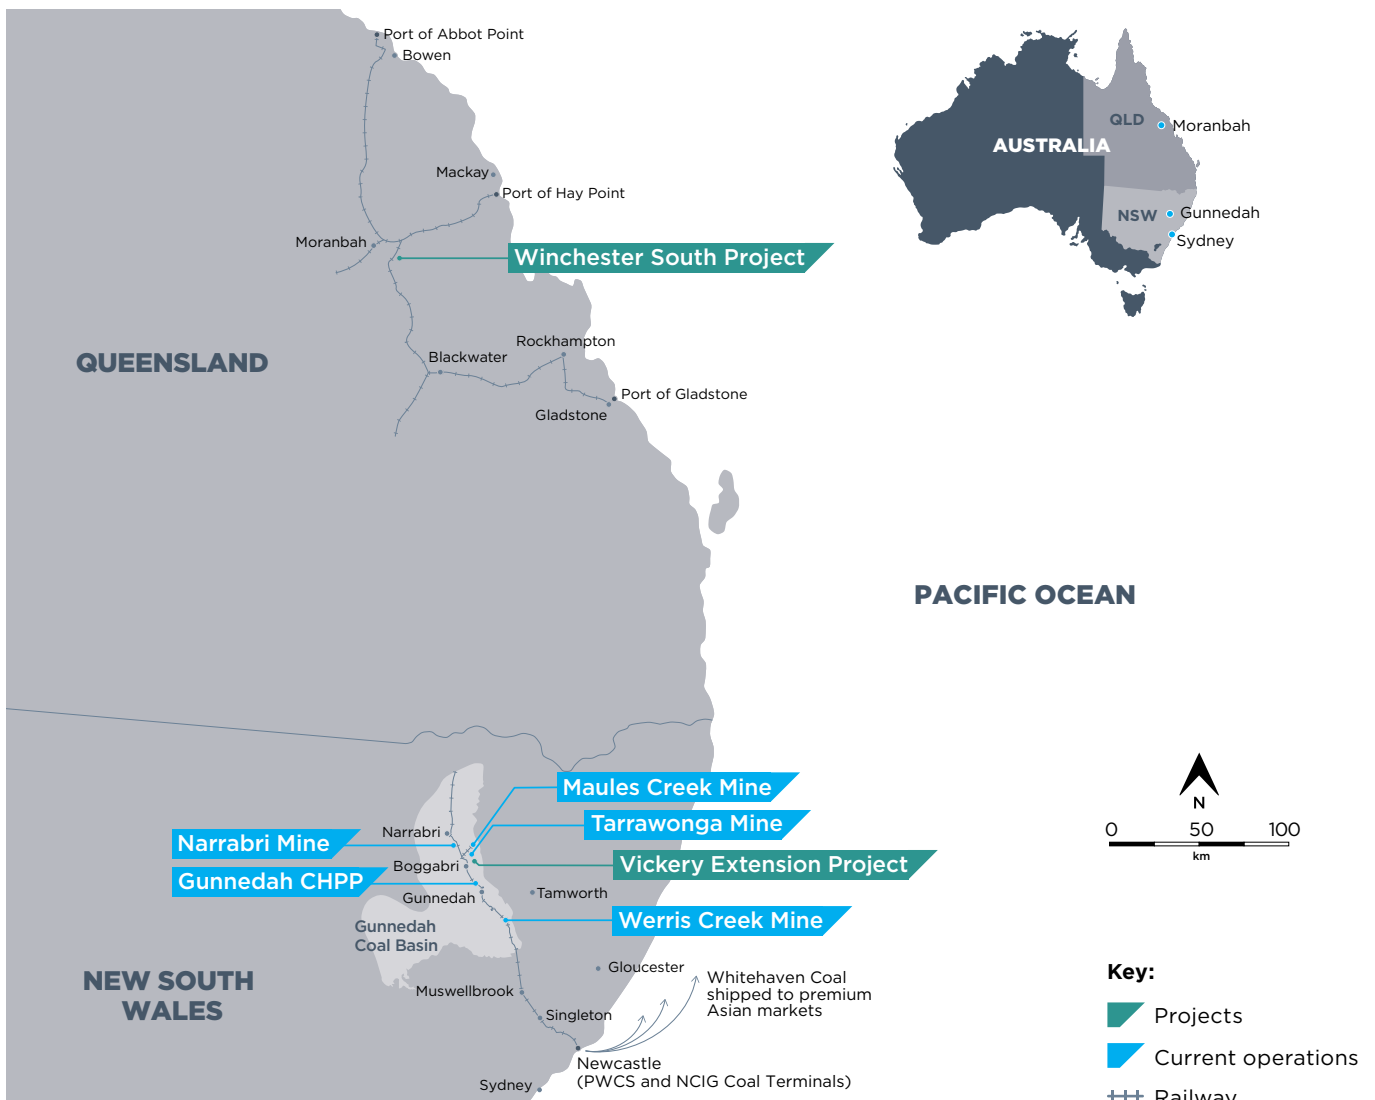 Port of Abbot Point
Bowen
Mackay
Port of Hay Point
Moranbah
Winchester South Project
QUEENSLAND
Rockhampton
Blackwater
Port of Gladstone
Gladstone
AUSTRALIA
QLD
Moranbah
NSW
Gunnedah
Sydney
PACIFIC OCEAN
Maules Creek Mine
Tarrawonga Mine
Narrabri
Narrabri Mine
Boggabri
Vickery Extension Project
Gunnedah CHPP
Gunnedah
Tamworth
Werris Creek Mine
Gunnedah
Coal Basin
NEW SOUTH
WALES
Gloucester
Whitehaven Coal
shipped to premium
Asian markets
Muswellbrook
Singleton
Newcastle
(PWCS and NCIG Coal Terminals)
Sydney
N
0 50 100
km
Key:
Projects
Current operations
Railway